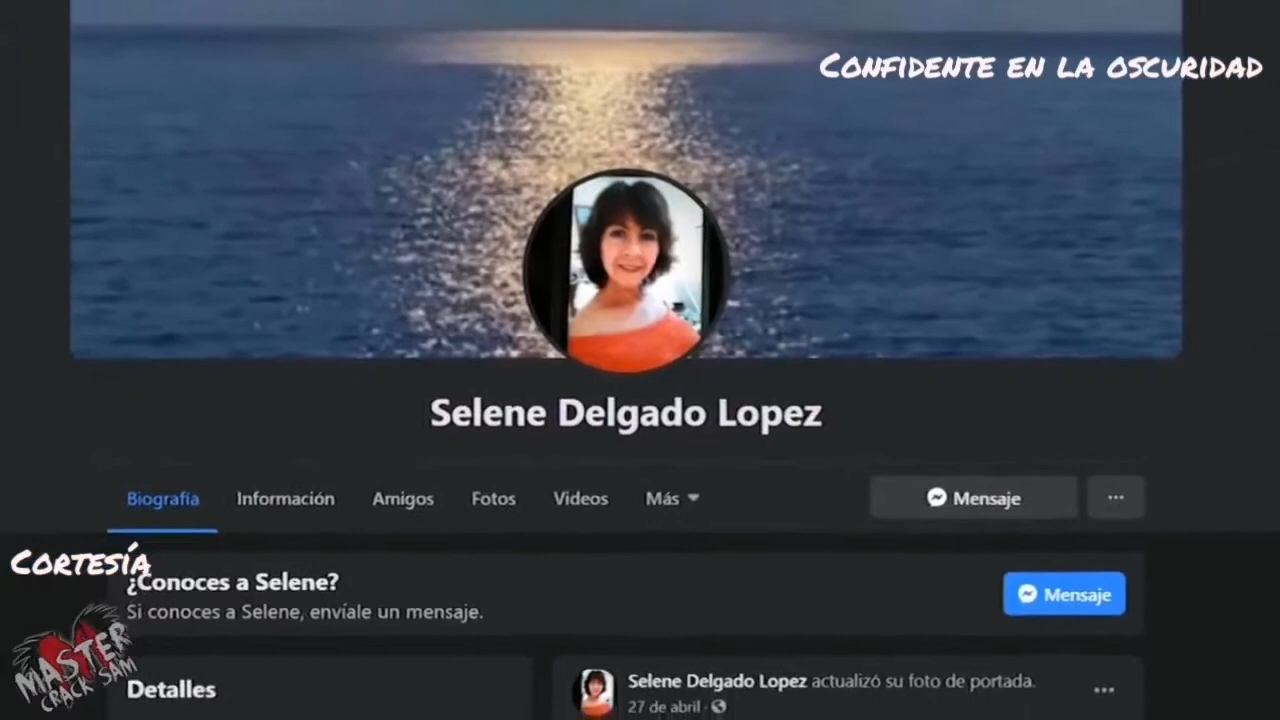 Confidente en la oscuridad
Selene Delgado Lopez
Biografía Información Amigos Fotos Videos Más Mensaje ...
Cortesía
¿Conoces a Selene?
Si conoces a Selene, envíale un mensaje.
Mensaje
MASTER
CRACK SAM
Detalles
Selene Delgado Lopez actualizó su foto de portada.
27 de abril ·